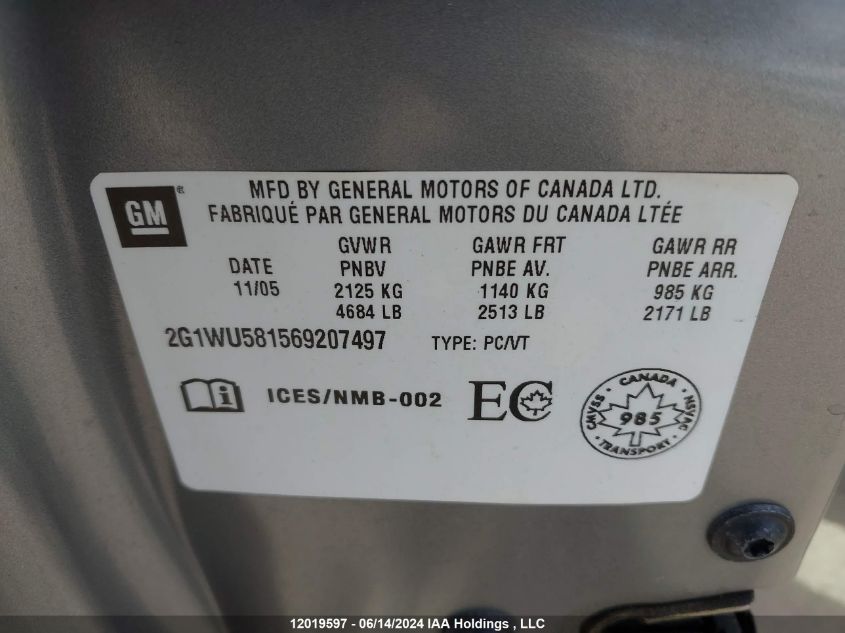 GM®
MFD BY GENERAL MOTORS OF CANADA LTD.
FABRIQUÉ PAR GENERAL MOTORS DU CANADA LTÉE
GVWR GAWR FRT GAWR RR
DATE PNBV PNBE AV. PNBE ARR.
11/05 2125 KG 1140 KG 985 KG
4684 LB 2513 LB 2171 LB
2G1WU581569207497 TYPE: PC/VT
i ICES/NMB-002 EC
CANADA
CMVSS 985 NSVAC
TRANSPORT
12019597 - 06/14/2024 IAA Holdings , LLC